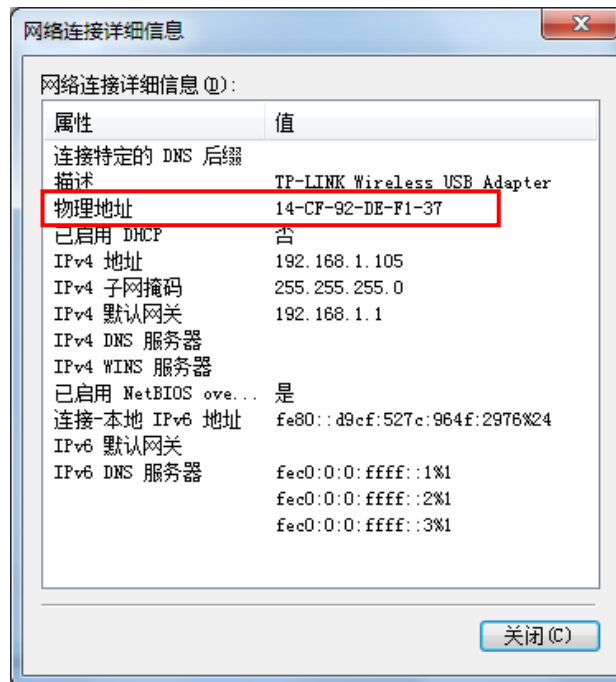 网络连接详细信息
网络连接详细信息(D):
属性 值
连接特定的 DNS 后缀
描述 TP-LINK Wireless USB Adapter
物理地址 14-CF-92-DE-F1-37
已启用 DHCP 否
IPv4 地址 192.168.1.105
IPv4 子网掩码 255.255.255.0
IPv4 默认网关 192.168.1.1
IPv4 DNS 服务器
IPv4 WINS 服务器
已启用 NetBIOS ove... 是
连接-本地 IPv6 地址 fe80::d9cf:527c:964f:2976%24
IPv6 默认网关
IPv6 DNS 服务器 fec0:0:0:ffff::1%1
fec0:0:0:ffff::2%1
fec0:0:0:ffff::3%1
关闭(C)